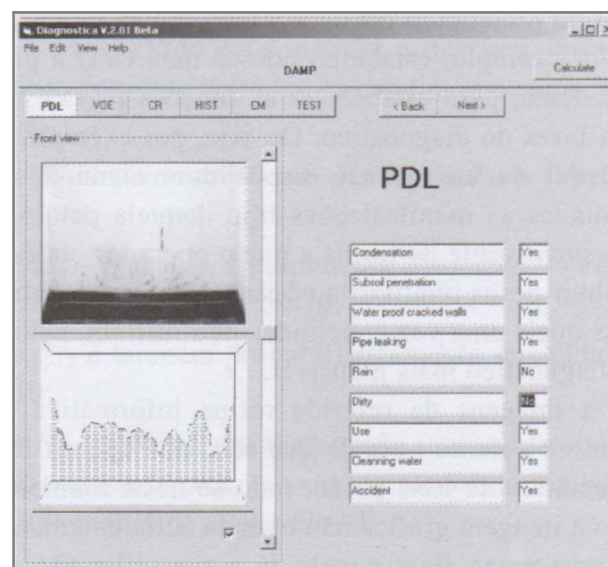 Diagnostica V.2.01 Beta
File Edit View Help
DAMP
Calculate
PDL VDE CR HIST CM TEST < Back Next >
Front view
PDL
Condensation Yes
Subsoil penetration Yes
Water proof cracked walls Yes
Pipe leaking Yes
Rain No
Dirty
Use Yes
Cleanning water Yes
Accident Yes